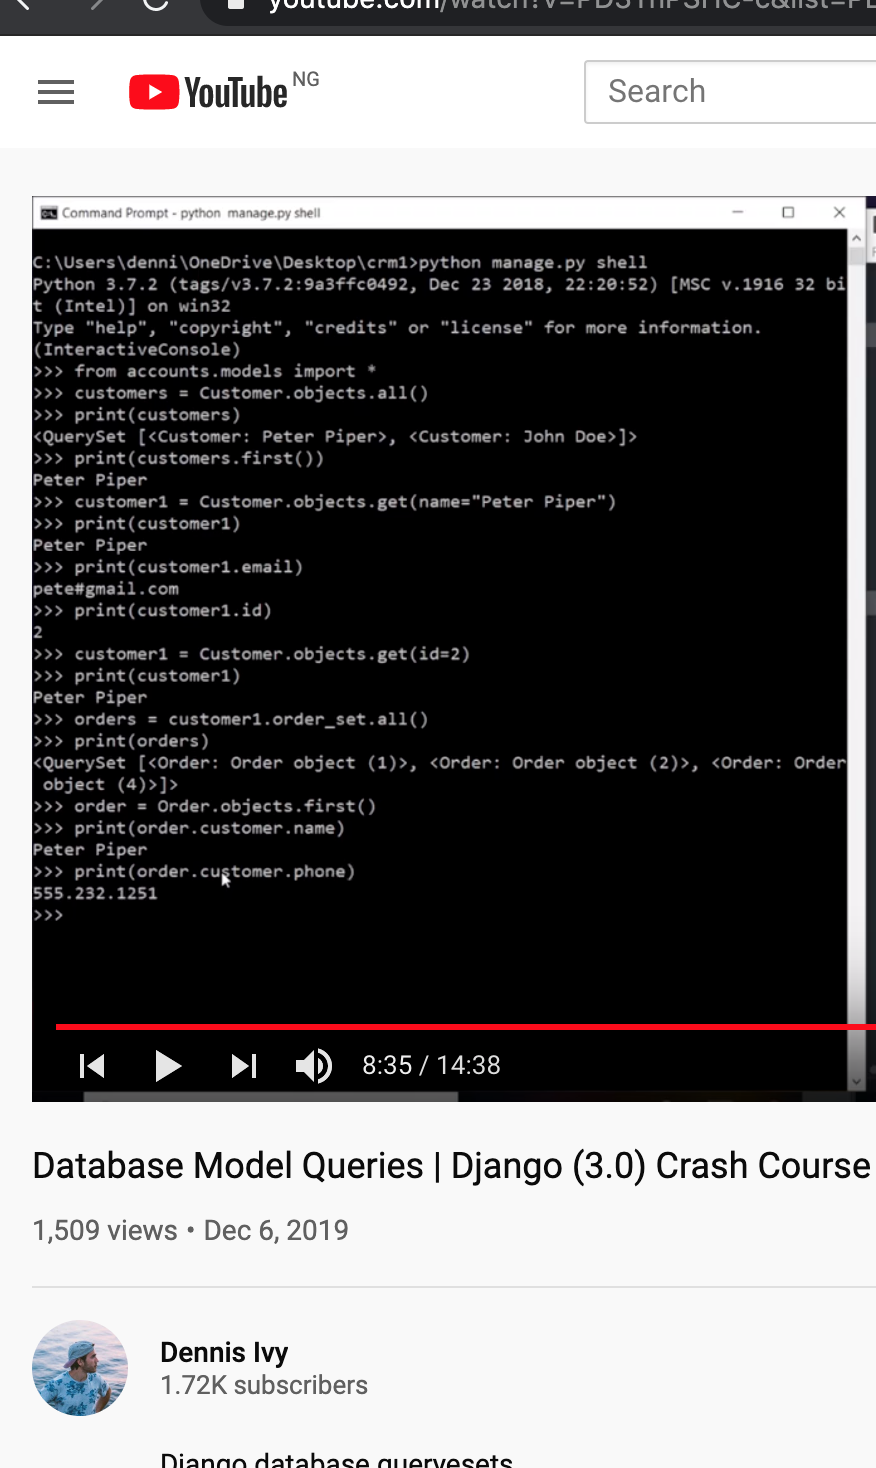 YouTube NG
Search
Command Prompt - python manage.py shell
C:\Users\denni\OneDrive\Desktop\crm1>python manage.py shell
Python 3.7.2 (tags/v3.7.2:9a3ffc0492, Dec 23 2018, 22:20:52) [MSC v.1916 32 bi
t (Intel)] on win32
Type "help", "copyright", "credits" or "license" for more information.
(InteractiveConsole)
>>> from accounts.models import *
>>> customers = Customer.objects.all()
>>> print(customers)
<QuerySet [<Customer: Peter Piper>, <Customer: John Doe>]>
>>> print(customers.first())
Peter Piper
>>> customer1 = Customer.objects.get(name="Peter Piper")
>>> print(customer1)
Peter Piper
>>> print(customer1.email)
pete#gmail.com
>>> print(customer1.id)
2
>>> customer1 = Customer.objects.get(id=2)
>>> print(customer1)
Peter Piper
>>> orders = customer1.order_set.all()
>>> print(orders)
<QuerySet [<Order: Order object (1)>, <Order: Order object (2)>, <Order: Order
object (4)>]>
>>> order = Order.objects.first()
>>> print(order.customer.name)
Peter Piper
>>> print(order.customer.phone)
555.232.1251
>>>
8:35 / 14:38
Database Model Queries | Django (3.0) Crash Course
1,509 views • Dec 6, 2019
Dennis Ivy
1.72K subscribers
Django database queryesets